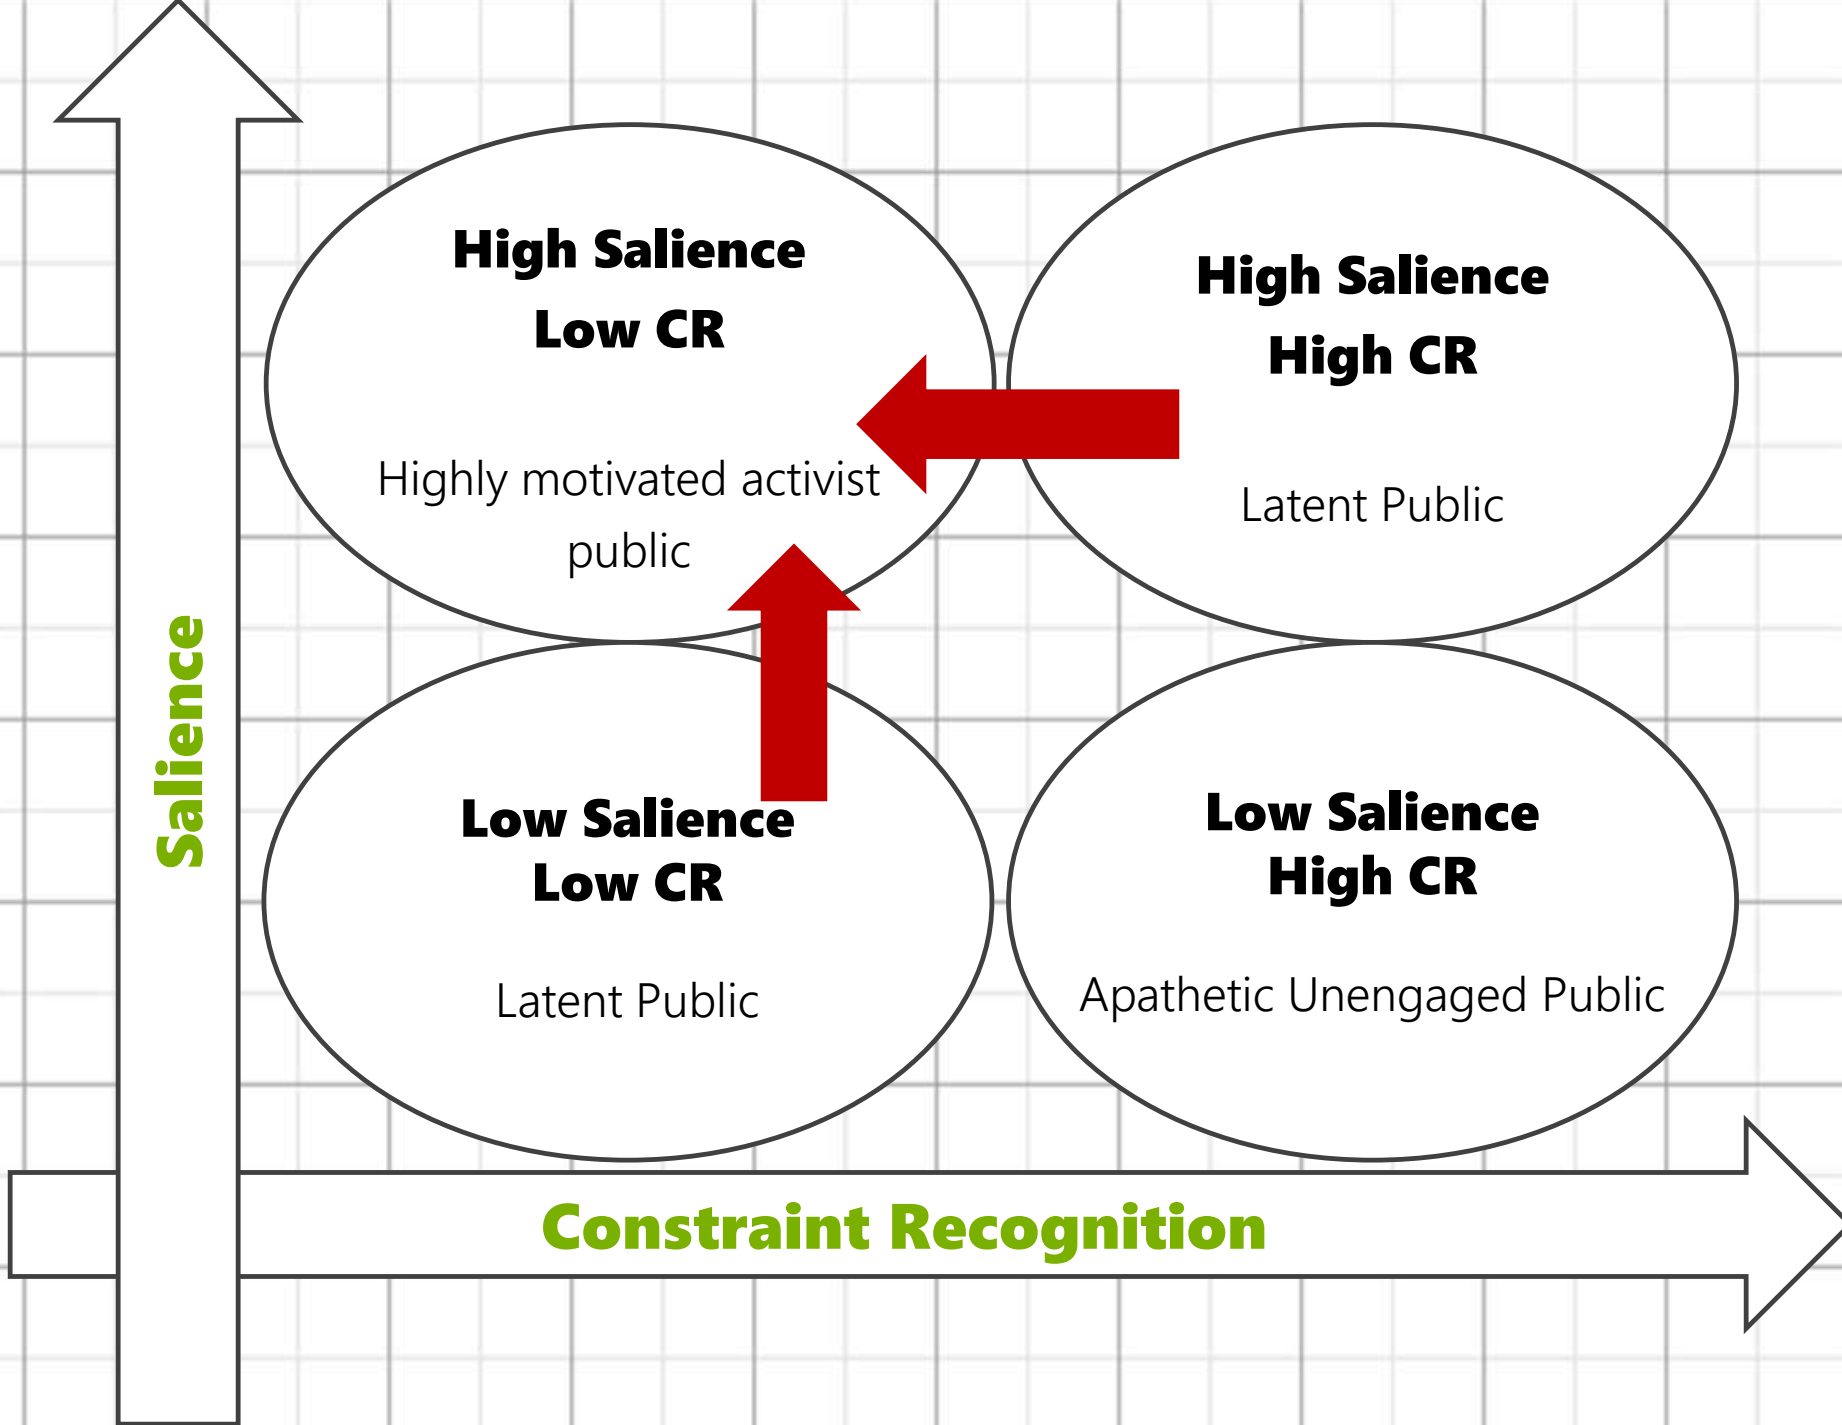 High Salience
Low CR
Highly motivated activist
public
High Salience
High CR
Latent Public
Salience
Low Salience
Low CR
Latent Public
Low Salience
High CR
Apathetic Unengaged Public
Constraint Recognition